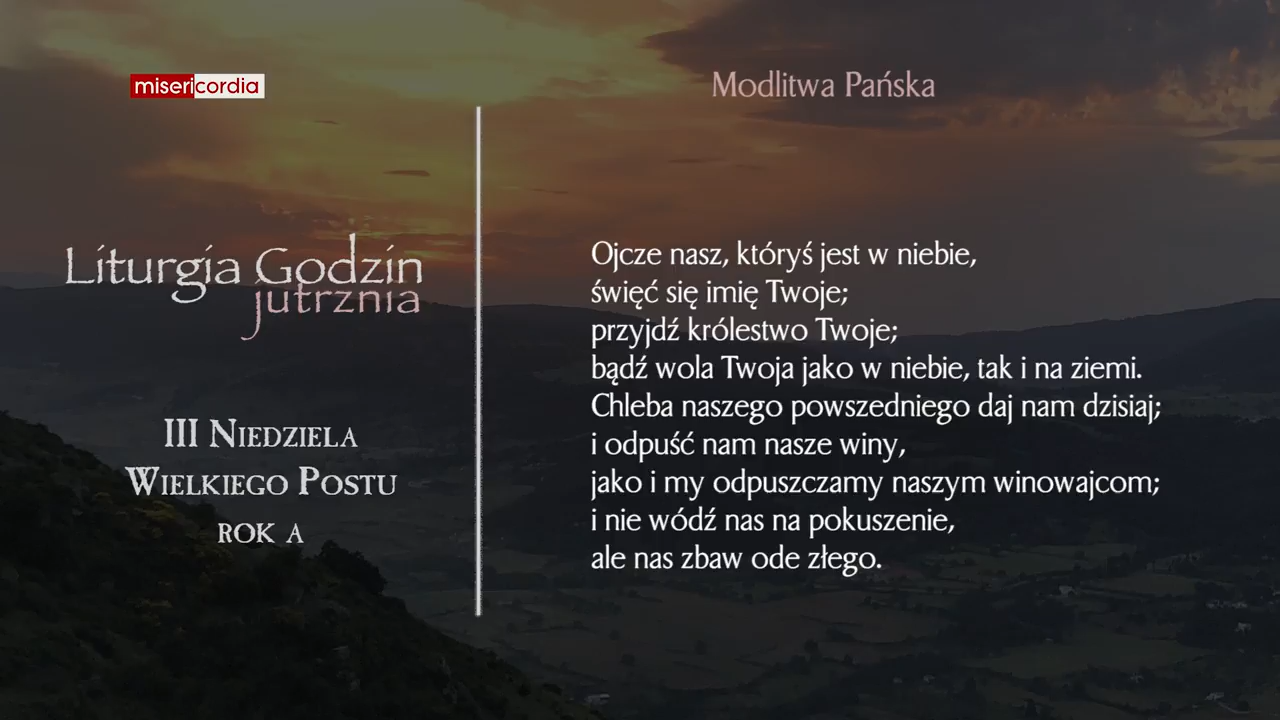 misericordia
Liturgia Godzin
jutrznia
III Niedziela
Wielkiego Postu
rok A
Modlitwa Pańska
Ojcze nasz, któryś jest w niebie,
święć się imię Twoje;
przyjdź królestwo Twoje;
bądź wola Twoja jako w niebie, tak i na ziemi.
Chleba naszego powszedniego daj nam dzisiaj;
i odpuść nam nasze winy,
jako i my odpuszczamy naszym winowajcom;
i nie wódź nas na pokuszenie,
ale nas zbaw ode złego.